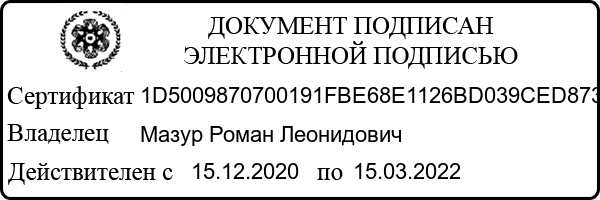 ДОКУМЕНТ ПОДПИСАН
ЭЛЕКТРОННОЙ ПОДПИСЬЮ
Сертификат 1D5009870700191FBE68E1126BD039CED873
Владелец Мазур Роман Леонидович
Действителен с 15.12.2020 по 15.03.2022